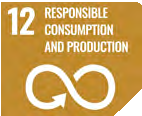 12 RESPONSIBLE
CONSUMPTION
AND PRODUCTION